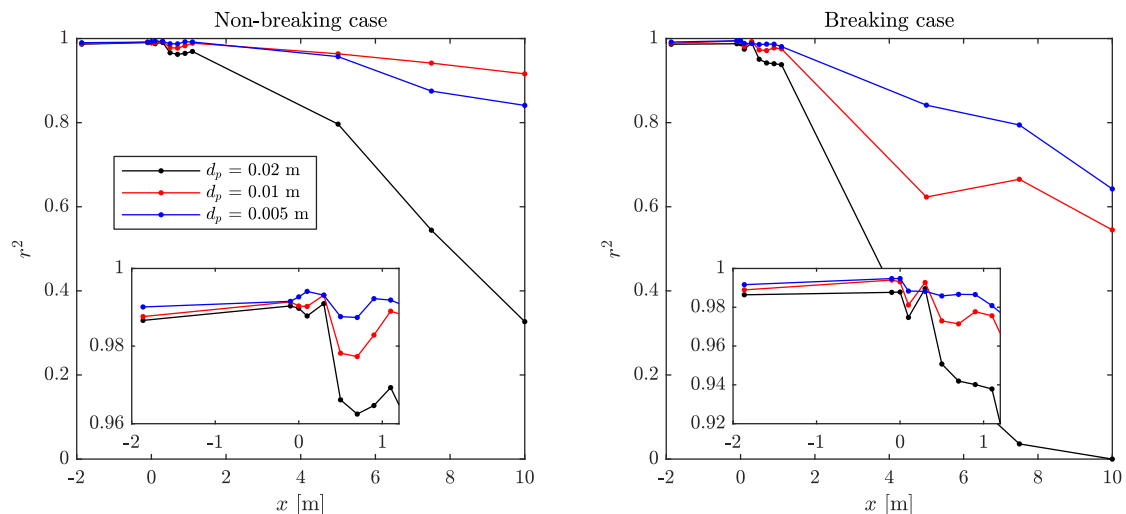 Non-breaking case
1
0.8
0.6
0.4
0.2
0
r²
d_p = 0.02 m
d_p = 0.01 m
d_p = 0.005 m
1
0.98
0.96
-2 -1 0 1
-2 0 2 4 6 8 10
x [m]
Breaking case
1
0.8
0.6
0.4
0.2
0
r²
1
0.98
0.96
0.94
0.92
-2 -1 0 1
-2 0 2 4 6 8 10
x [m]